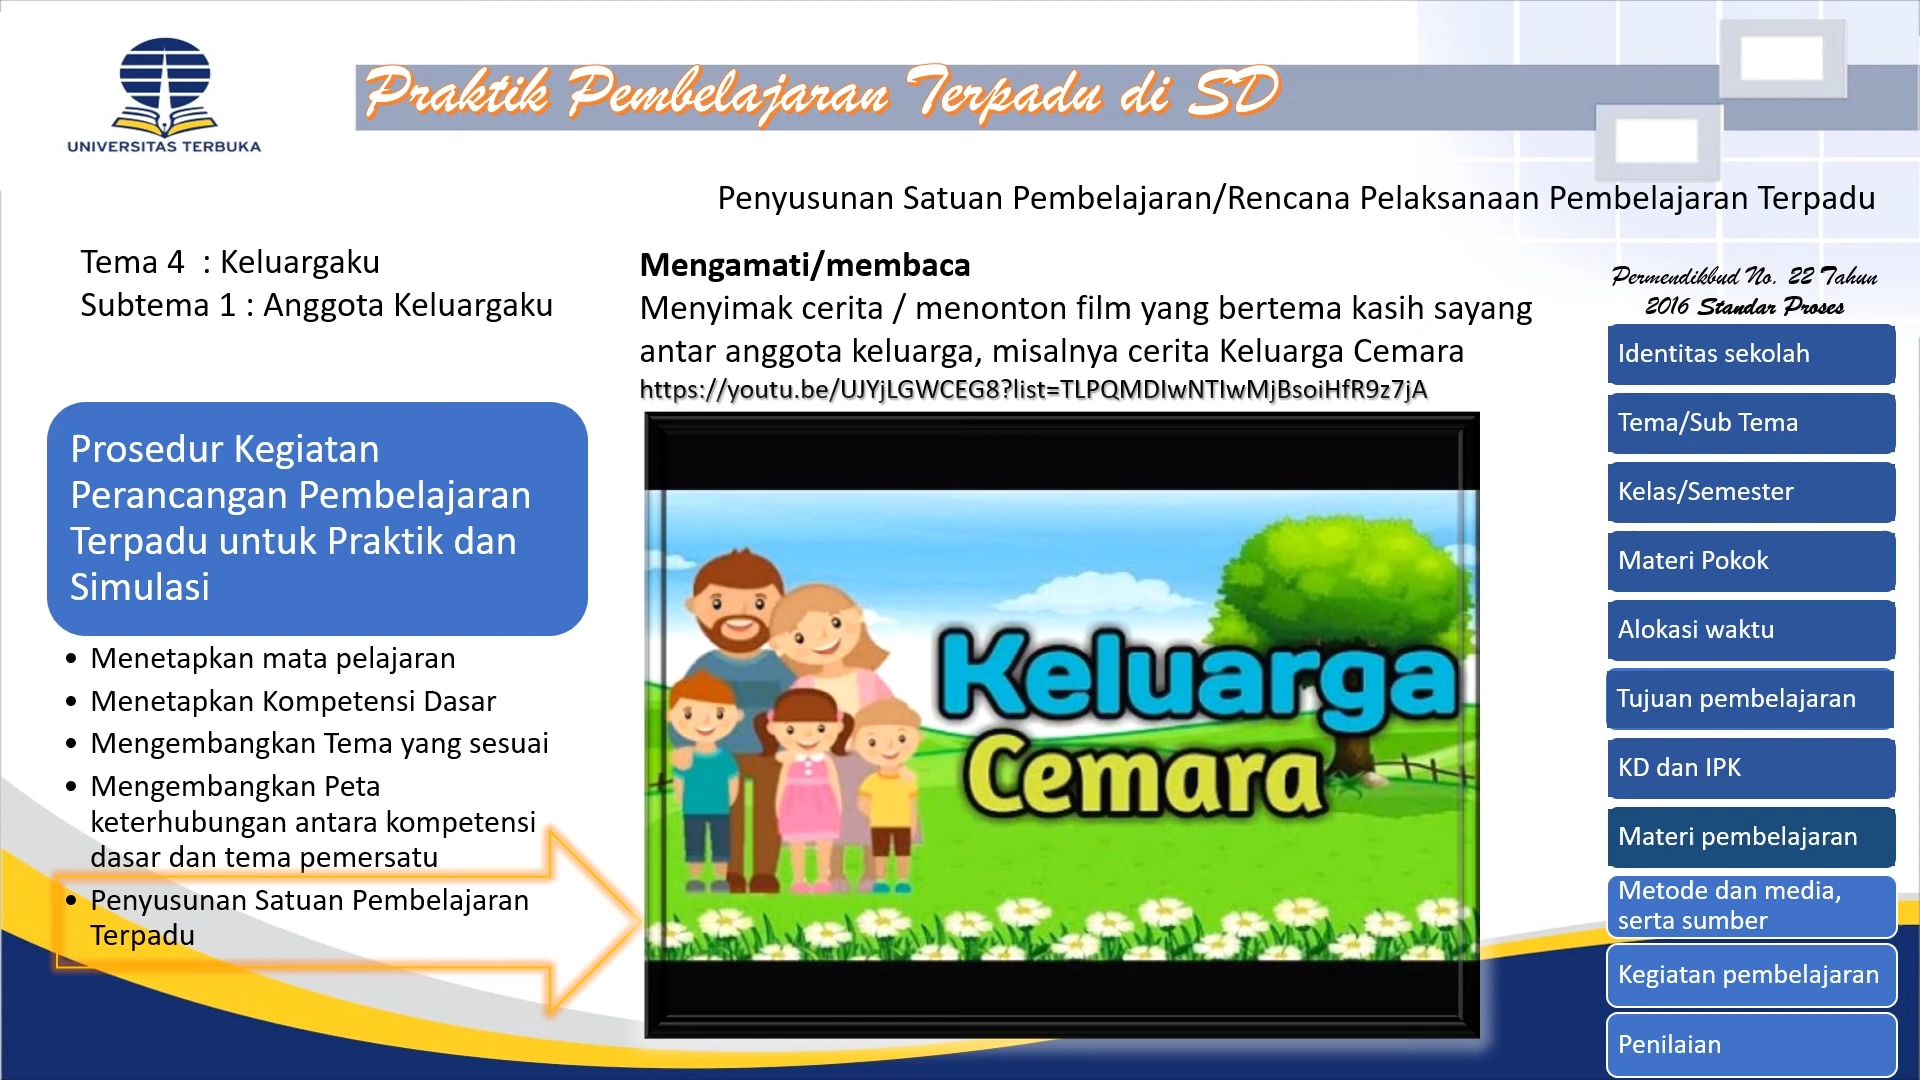 UNIVERSITAS TERBUKA
Praktik Pembelajaran Terpadu di SD
Penyusunan Satuan Pembelajaran/Rencana Pelaksanaan Pembelajaran Terpadu
Tema 4 : Keluargaku
Subtema 1 : Anggota Keluargaku
Prosedur Kegiatan
Perancangan Pembelajaran
Terpadu untuk Praktik dan
Simulasi
• Menetapkan mata pelajaran
• Menetapkan Kompetensi Dasar
• Mengembangkan Tema yang sesuai
• Mengembangkan Peta
keterhubungan antara kompetensi
dasar dan tema pemersatu
• Penyusunan Satuan Pembelajaran
Terpadu
Mengamati/membaca
Menyimak cerita / menonton film yang bertema kasih sayang
antar anggota keluarga, misalnya cerita Keluarga Cemara
https://youtu.be/UJYjLGWCEG8?list=TLPQMDIwNTIwMjBsoiHfR9z7jA
Keluarga
Cemara
Permendikbud No. 22 Tahun
2016 Standar Proses
Identitas sekolah
Tema/Sub Tema
Kelas/Semester
Materi Pokok
Alokasi waktu
Tujuan pembelajaran
KD dan IPK
Materi pembelajaran
Metode dan media,
serta sumber
Kegiatan pembelajaran
Penilaian